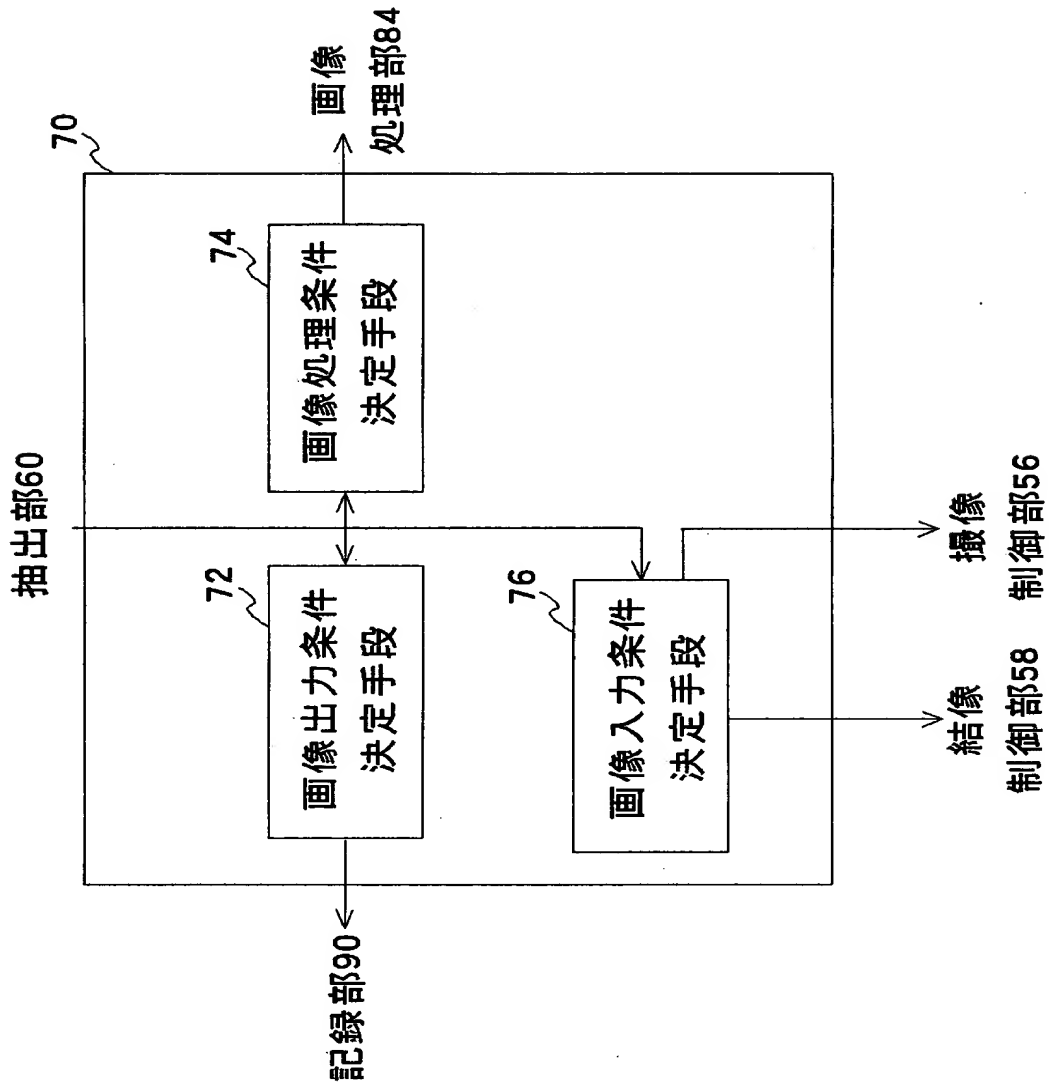 抽出部60
70
72
画像出力条件
決定手段
74
画像処理条件
決定手段
画像
処理部84
記録部90
76
画像入力条件
決定手段
結像
制御部58
撮像
制御部56